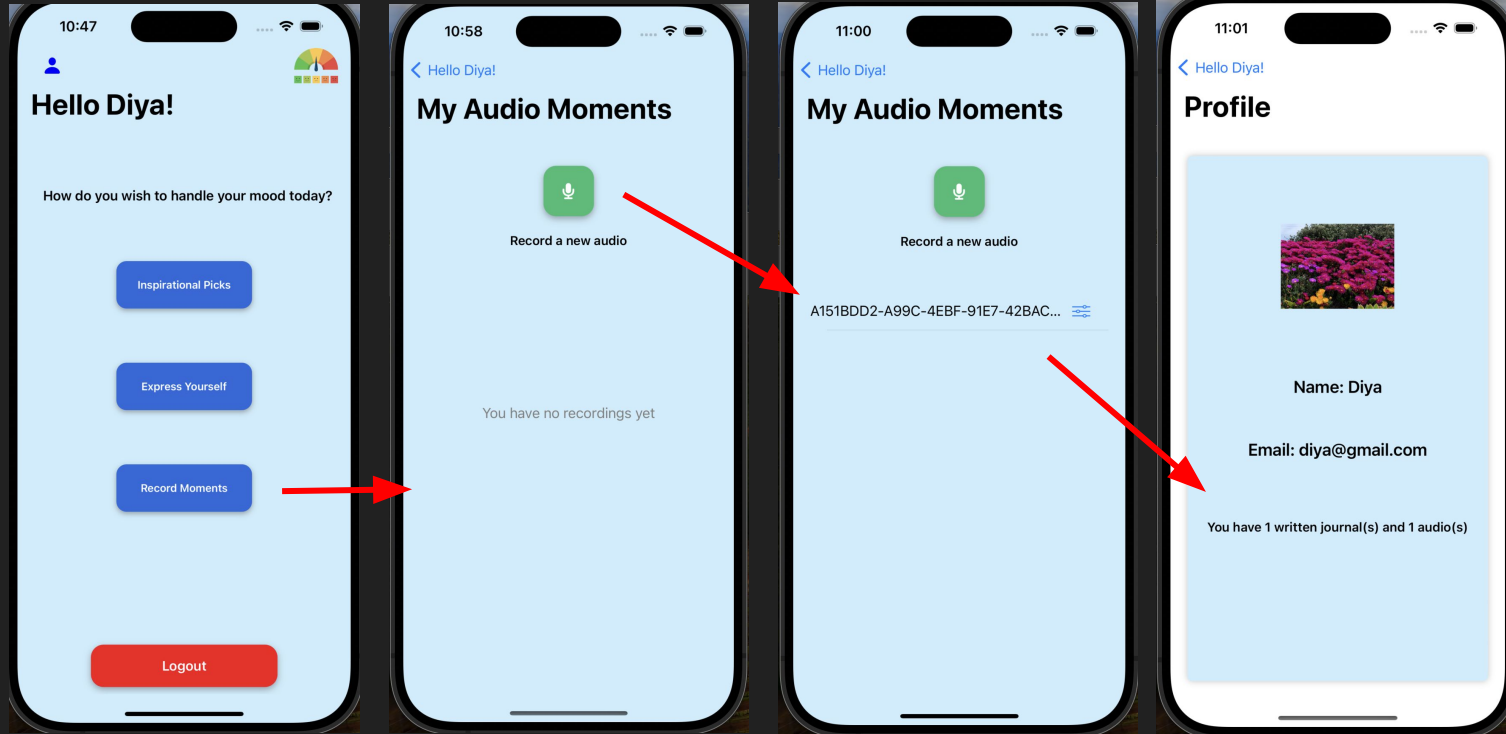 10:47
Hello Diya!
How do you wish to handle your mood today?
Inspirational Picks
Express Yourself
Record Moments
Logout
10:58
Hello Diya!
My Audio Moments
Record a new audio
You have no recordings yet
11:00
Hello Diya!
My Audio Moments
Record a new audio
A151BDD2-A99C-4EBF-91E7-42BAC...
11:01
Hello Diya!
Profile
Name: Diya
Email: diya@gmail.com
You have 1 written journal(s) and 1 audio(s)